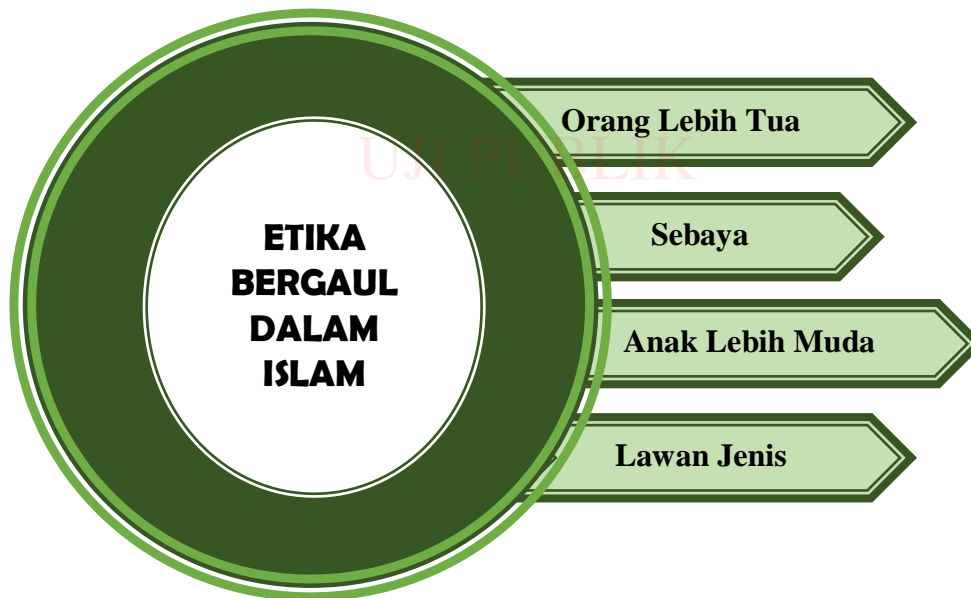 Orang Lebih Tua
UJI PUBLIK
Sebaya
ETIKA
BERGAUL
DALAM
ISLAM
Anak Lebih Muda
Lawan Jenis